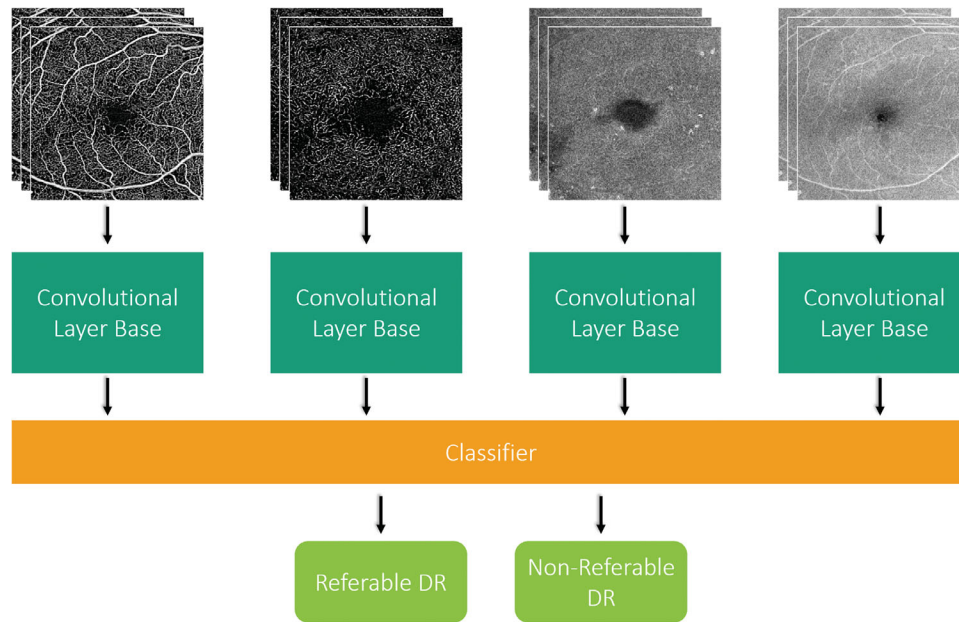 Convolutional
Layer Base
Convolutional
Layer Base
Convolutional
Layer Base
Convolutional
Layer Base
Classifier
Referable DR
Non-Referable
DR